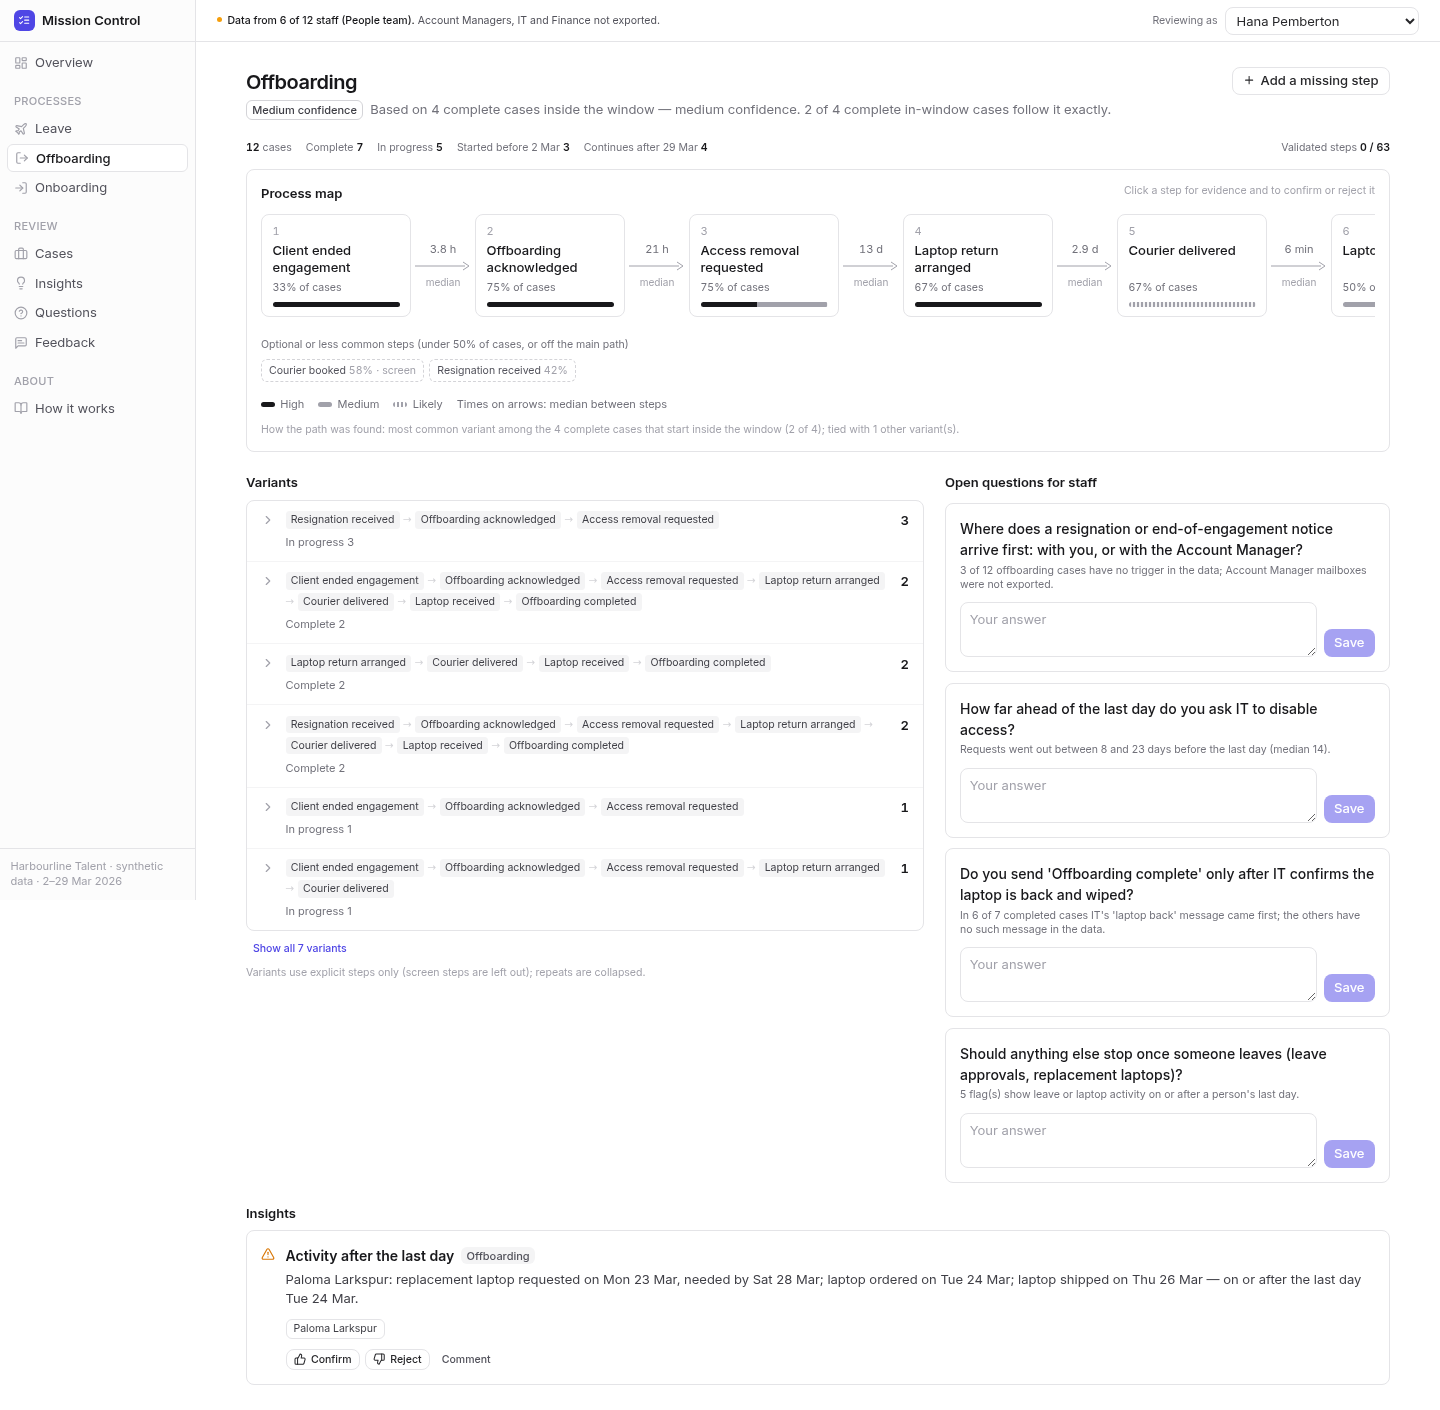 Mission Control
Data from 6 of 12 staff (People team). Account Managers, IT and Finance not exported.
Reviewing as
Hana Pemberton
Overview
PROCESSES
Leave
Offboarding
Onboarding
REVIEW
Cases
Insights
Questions
Feedback
ABOUT
How it works
Harbourline Talent · synthetic
data · 2–29 Mar 2026
Offboarding
Add a missing step
Medium confidence
Based on 4 complete cases inside the window — medium confidence. 2 of 4 complete in-window cases follow it exactly.
12 cases Complete 7 In progress 5 Started before 2 Mar 3 Continues after 29 Mar 4
Validated steps 0 / 63
Process map
Click a step for evidence and to confirm or reject it
1
Client ended
engagement
33% of cases
3.8 h
median
2
Offboarding
acknowledged
75% of cases
21 h
median
3
Access removal
requested
75% of cases
13 d
median
4
Laptop return
arranged
67% of cases
2.9 d
median
5
Courier delivered
67% of cases
6 min
median
6
Laptc
50% o
Optional or less common steps (under 50% of cases, or off the main path)
Courier booked 58% · screen
Resignation received 42%
High Medium Likely Times on arrows: median between steps
How the path was found: most common variant among the 4 complete cases that start inside the window (2 of 4); tied with 1 other variant(s).
Variants
Resignation received → Offboarding acknowledged → Access removal requested
3
In progress 3
Client ended engagement → Offboarding acknowledged → Access removal requested → Laptop return arranged
2
→ Courier delivered → Laptop received → Offboarding completed
Complete 2
Laptop return arranged → Courier delivered → Laptop received → Offboarding completed
2
Complete 2
Resignation received → Offboarding acknowledged → Access removal requested → Laptop return arranged →
2
Courier delivered → Laptop received → Offboarding completed
Complete 2
Client ended engagement → Offboarding acknowledged → Access removal requested
1
In progress 1
Client ended engagement → Offboarding acknowledged → Access removal requested → Laptop return arranged
1
→ Courier delivered
In progress 1
Show all 7 variants
Variants use explicit steps only (screen steps are left out); repeats are collapsed.
Open questions for staff
Where does a resignation or end-of-engagement notice
arrive first: with you, or with the Account Manager?
3 of 12 offboarding cases have no trigger in the data; Account Manager mailboxes
were not exported.
Your answer
Save
How far ahead of the last day do you ask IT to disable
access?
Requests went out between 8 and 23 days before the last day (median 14).
Your answer
Save
Do you send 'Offboarding complete' only after IT confirms the
laptop is back and wiped?
In 6 of 7 completed cases IT's 'laptop back' message came first; the others have
no such message in the data.
Your answer
Save
Should anything else stop once someone leaves (leave
approvals, replacement laptops)?
5 flag(s) show leave or laptop activity on or after a person's last day.
Your answer
Save
Insights
Activity after the last day
Offboarding
Paloma Larkspur: replacement laptop requested on Mon 23 Mar, needed by Sat 28 Mar; laptop ordered on Tue 24 Mar; laptop shipped on Thu 26 Mar — on or after the last day
Tue 24 Mar.
Paloma Larkspur
Confirm
Reject
Comment